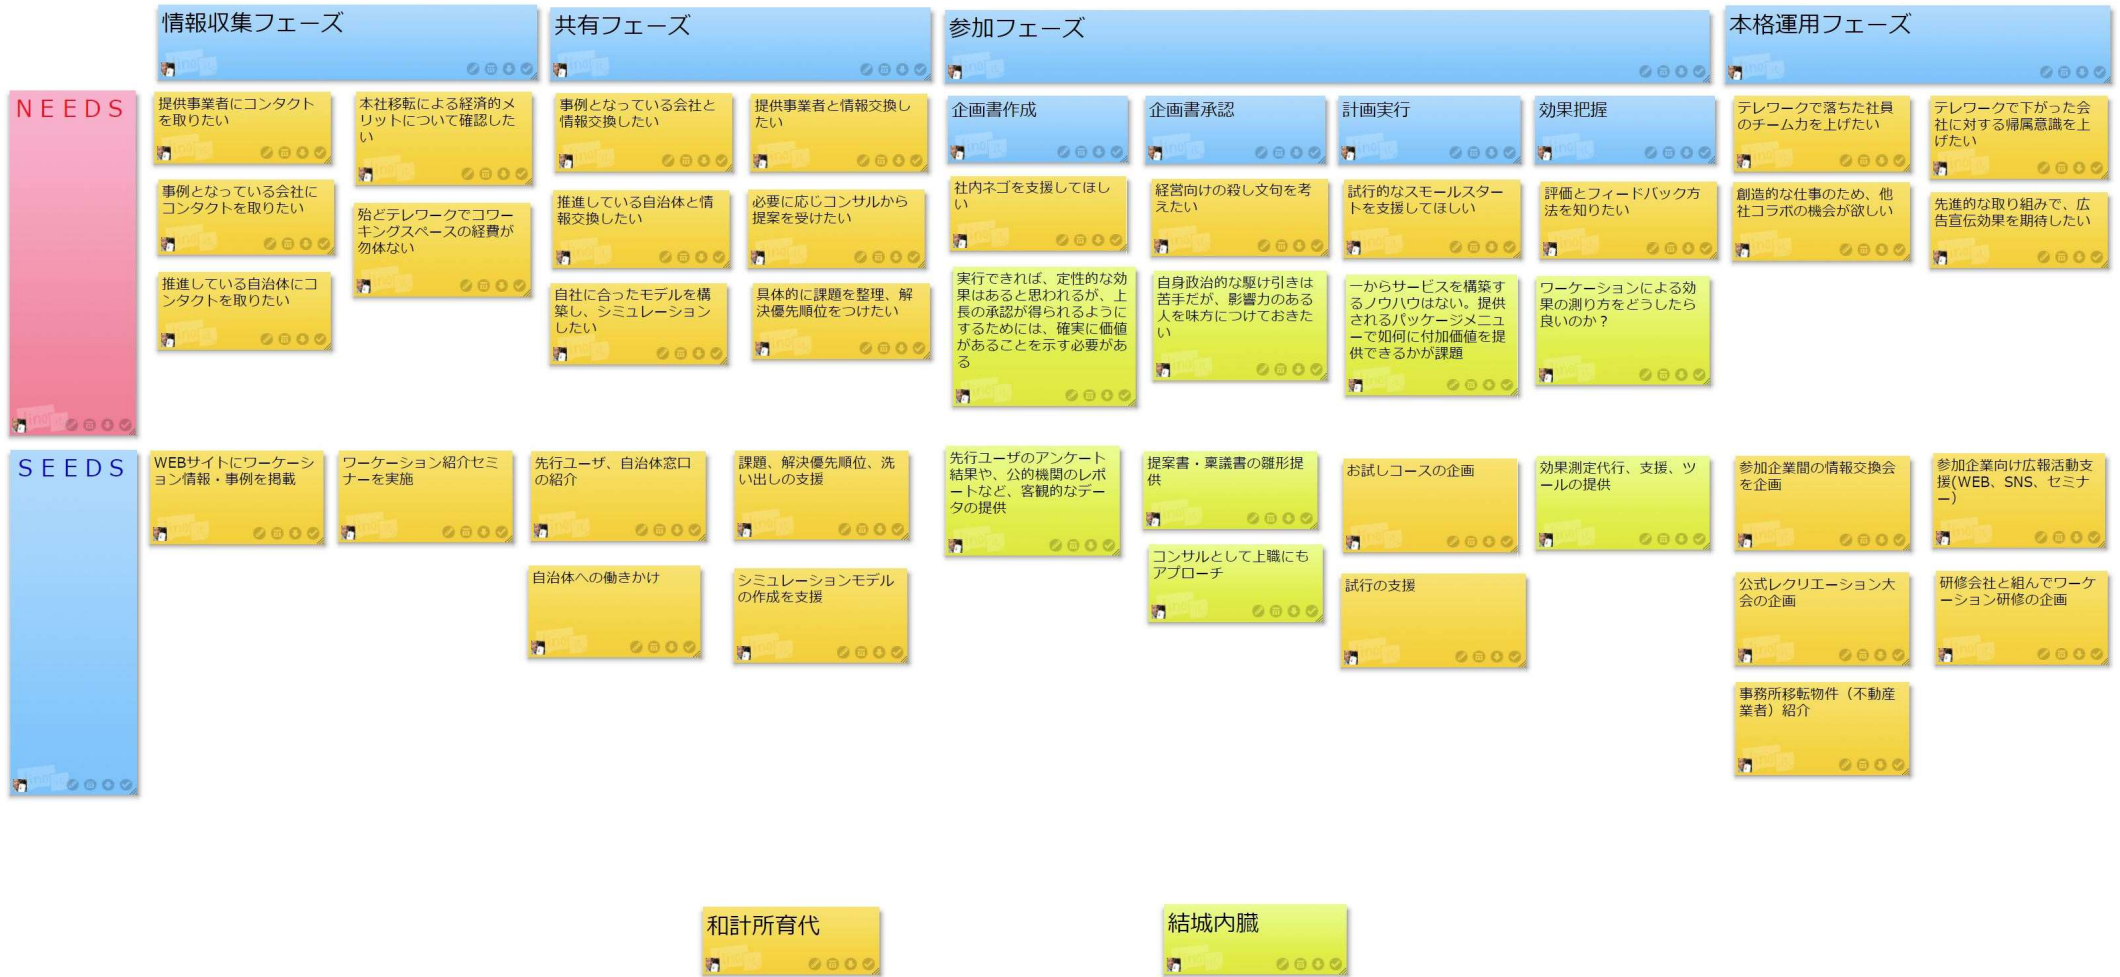 情報収集フェーズ
共有フェーズ
参加フェーズ
本格運用フェーズ
ＮＥＥＤＳ
提供事業者にコンタクト
を取りたい
本社移転による経済的メ
リットについて確認した
い
事例となっている会社と
情報交換したい
提供事業者と情報交換し
たい
企画書作成
企画書承認
計画実行
効果把握
テレワークで落ちた社員
のチーム力を上げたい
テレワークで下がった会
社に対する帰属意識を上
げたい
事例となっている会社に
コンタクトを取りたい
殆どテレワークでコワー
キングスペースの経費が
勿体ない
推進している自治体と情
報交換したい
必要に応じコンサルから
提案を受けたい
社内ネゴを支援してほし
い
経営向けの殺し文句を考
えたい
試行的なスモールスター
トを支援してほしい
評価とフィードバック方
法を知りたい
創造的な仕事のため、他
社コラボの機会が欲しい
先進的な取り組みで、広
告宣伝効果を期待したい
推進している自治体にコ
ンタクトを取りたい
自社に合ったモデルを構
築し、シミュレーション
したい
具体的に課題を整理、解
決優先順位をつけたい
実行できれば、定性的な効
果はあると思われるが、上
長の承認が得られるように
するためには、確実に価値
があることを示す必要があ
る
自身政治的な駆け引きは
苦手だが、影響力のある
人を味方につけておきた
い
一からサービスを構築す
るノウハウはない。提供
されるパッケージメニュ
ーで如何に付加価値を提
供できるかが課題
ワーケーションによる効
果の測り方をどうしたら
良いのか？
ＳＥＥＤＳ
WEBサイトにワーケーシ
ョン情報・事例を掲載
ワーケーション紹介セミ
ナーを実施
先行ユーザ、自治体窓口
の紹介
課題、解決優先順位、洗
い出しの支援
先行ユーザのアンケート
結果や、公的機関のレポ
ートなど、客観的なデー
タの提供
提案書・稟議書の雛形提
供
お試しコースの企画
効果測定代行、支援、ツ
ールの提供
参加企業間の情報交換会
を企画
参加企業向け広報活動支
援(WEB、SNS、セミナ
ー)
自治体への働きかけ
シミュレーションモデル
の作成を支援
コンサルとして上職にも
アプローチ
試行の支援
公式レクリエーション大
会の企画
研修会社と組んでワーケ
ーション研修の企画
事務所移転物件（不動産
業者）紹介
和計所育代
結城内臓